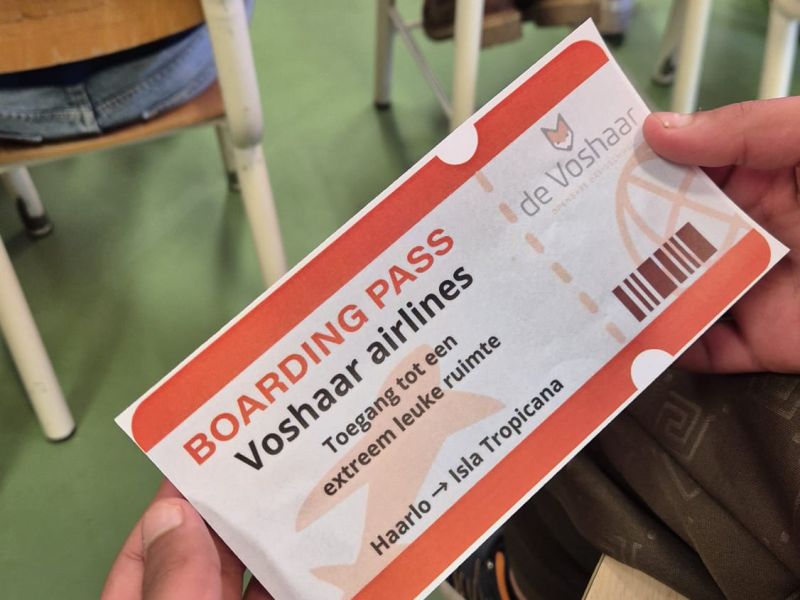 BOARDING PASS
Voshaar airlines
Toegang tot een
extreem leuke ruimte
Haarlo → Isla Tropicana
de Voshaar